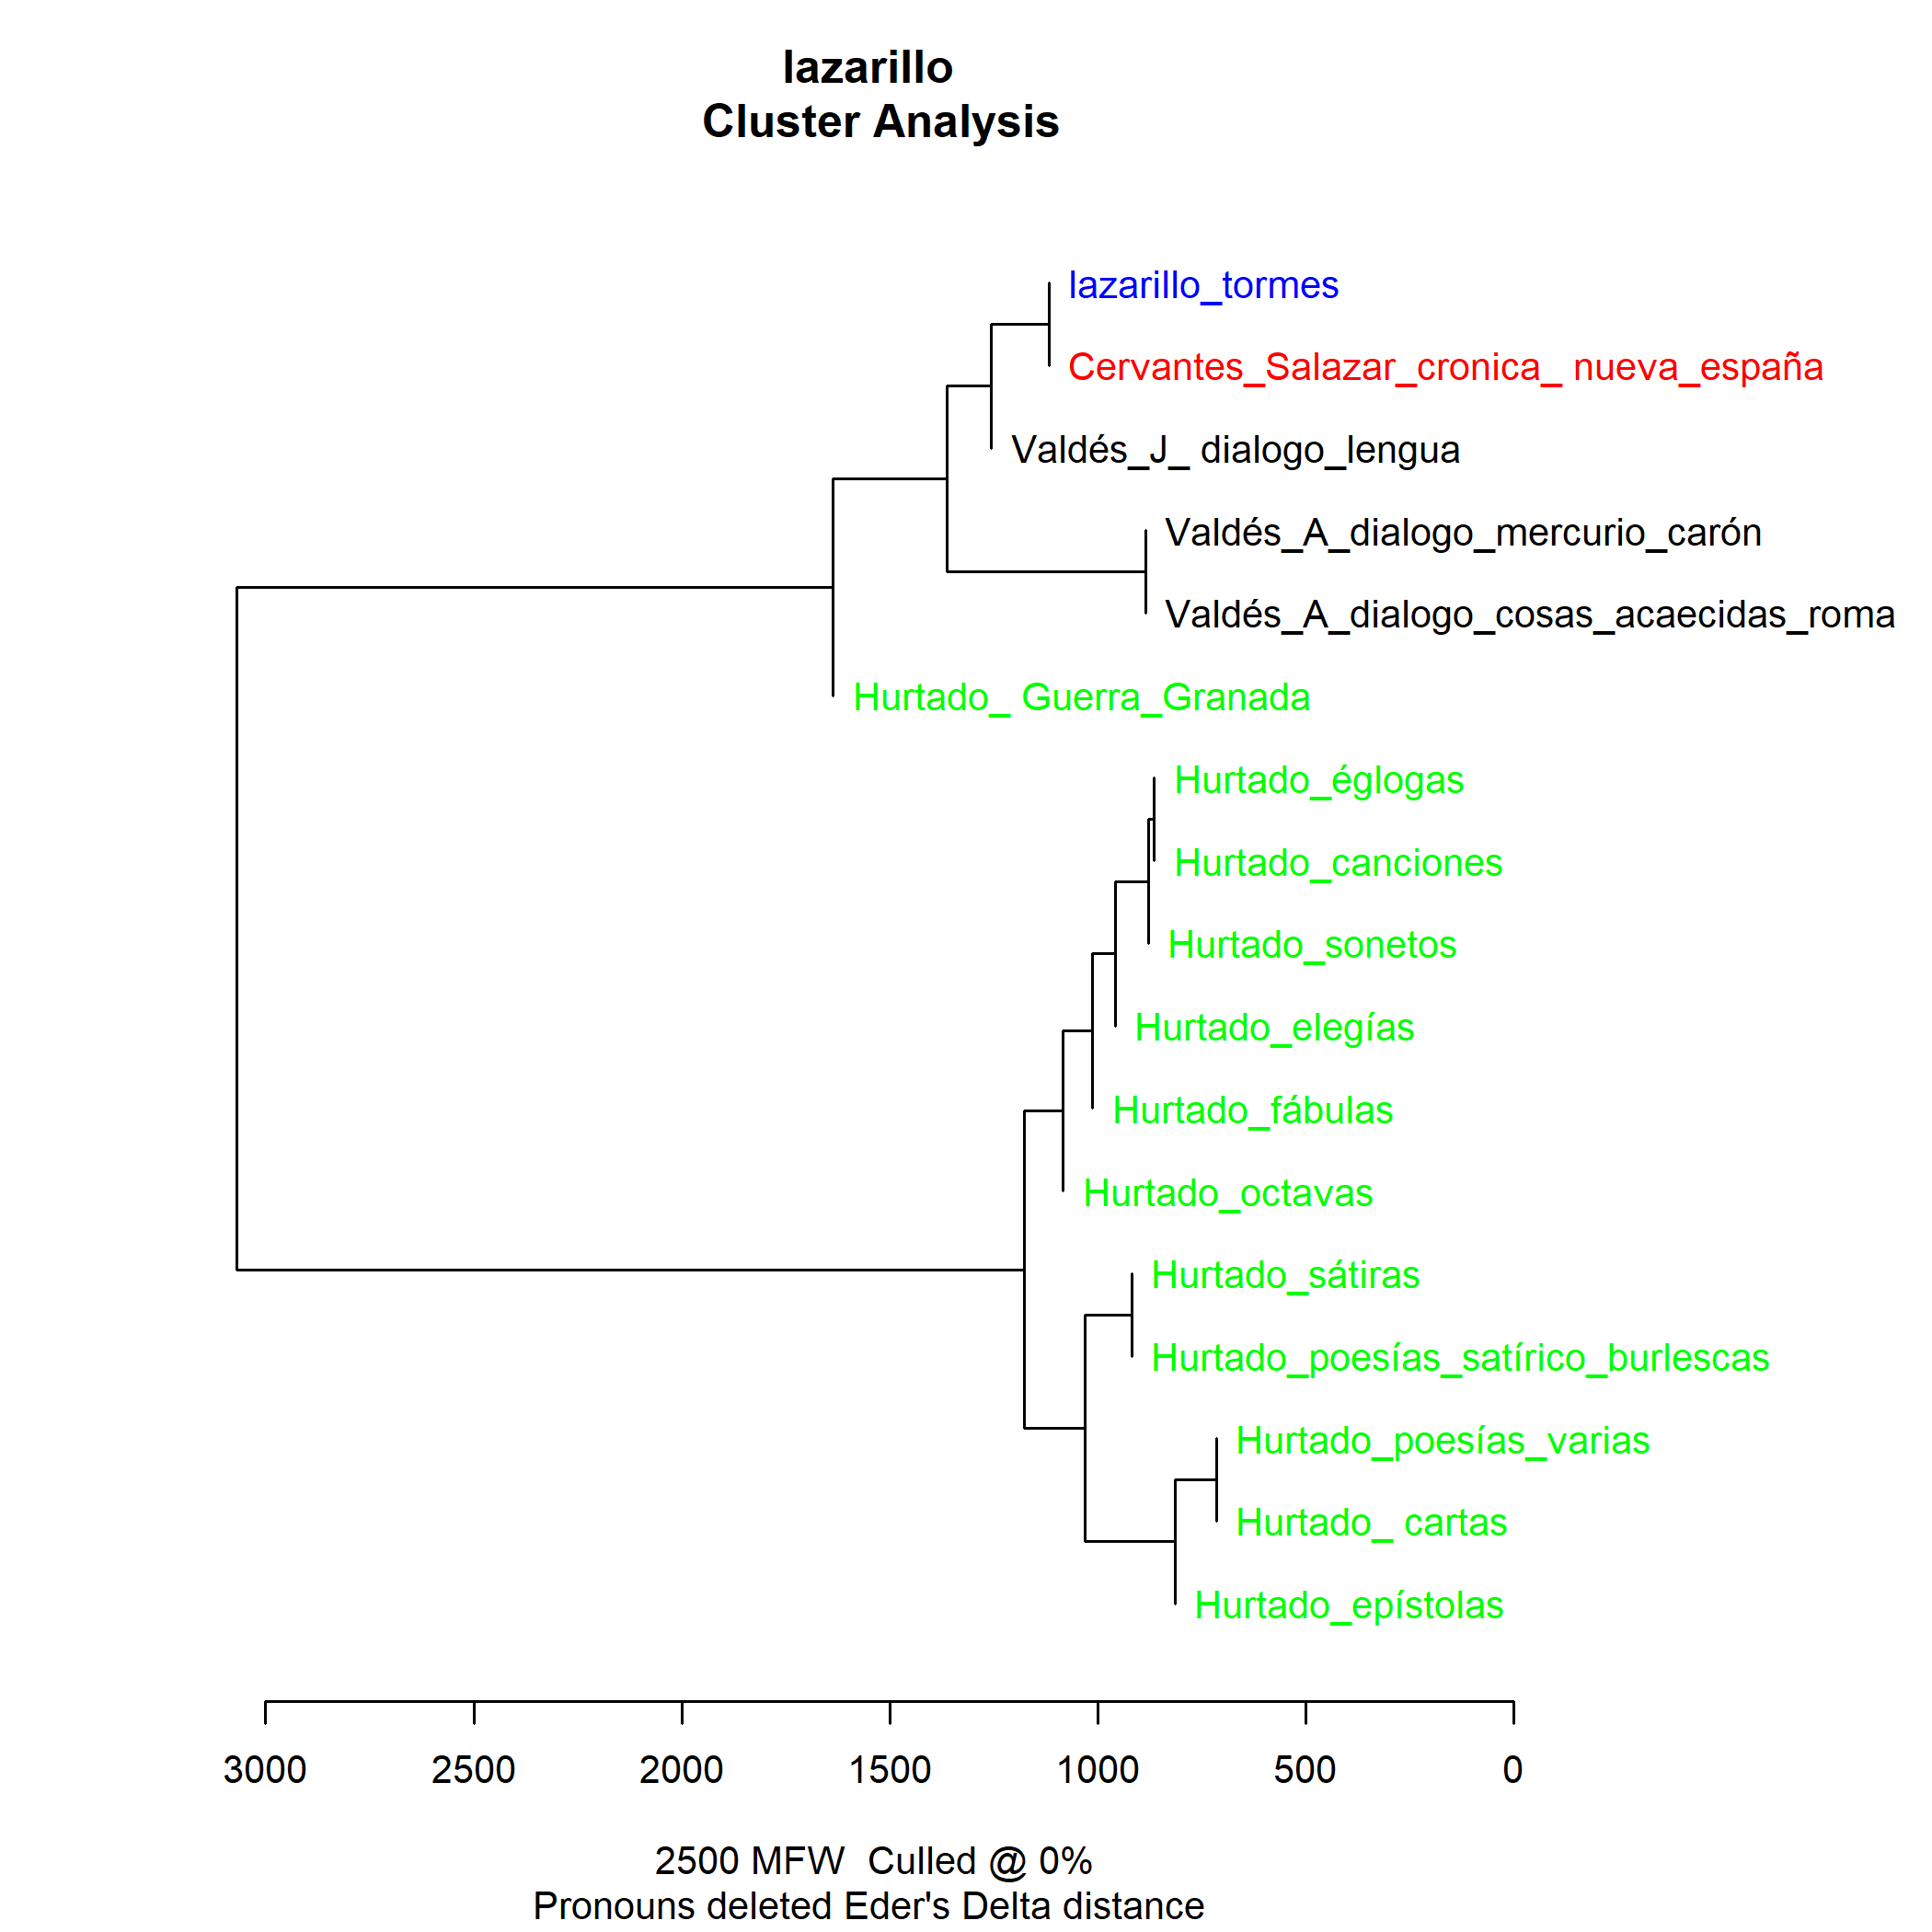 lazarillo
Cluster Analysis
lazarillo_tormes
Cervantes_Salazar_cronica_ nueva_españa
Valdés_J_ dialogo_lengua
Valdés_A_dialogo_mercurio_carón
Valdés_A_dialogo_cosas_acaecidas_roma
Hurtado_ Guerra_Granada
Hurtado_églogas
Hurtado_canciones
Hurtado_sonetos
Hurtado_elegías
Hurtado_fábulas
Hurtado_octavas
Hurtado_sátiras
Hurtado_poesías_satírico_burlescas
Hurtado_poesías_varias
Hurtado_ cartas
Hurtado_epístolas
3000 2500 2000 1500 1000 500 0
2500 MFW  Culled @ 0%
Pronouns deleted Eder's Delta distance